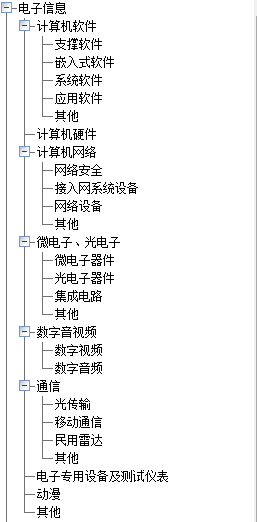 电子信息
计算机软件
支撑软件
嵌入式软件
系统软件
应用软件
其他
计算机硬件
计算机网络
网络安全
接入网系统设备
网络设备
其他
微电子、光电子
微电子器件
光电子器件
集成电路
其他
数字音视频
数字视频
数字音频
通信
光传输
移动通信
民用雷达
其他
电子专用设备及测试仪表
动漫
其他